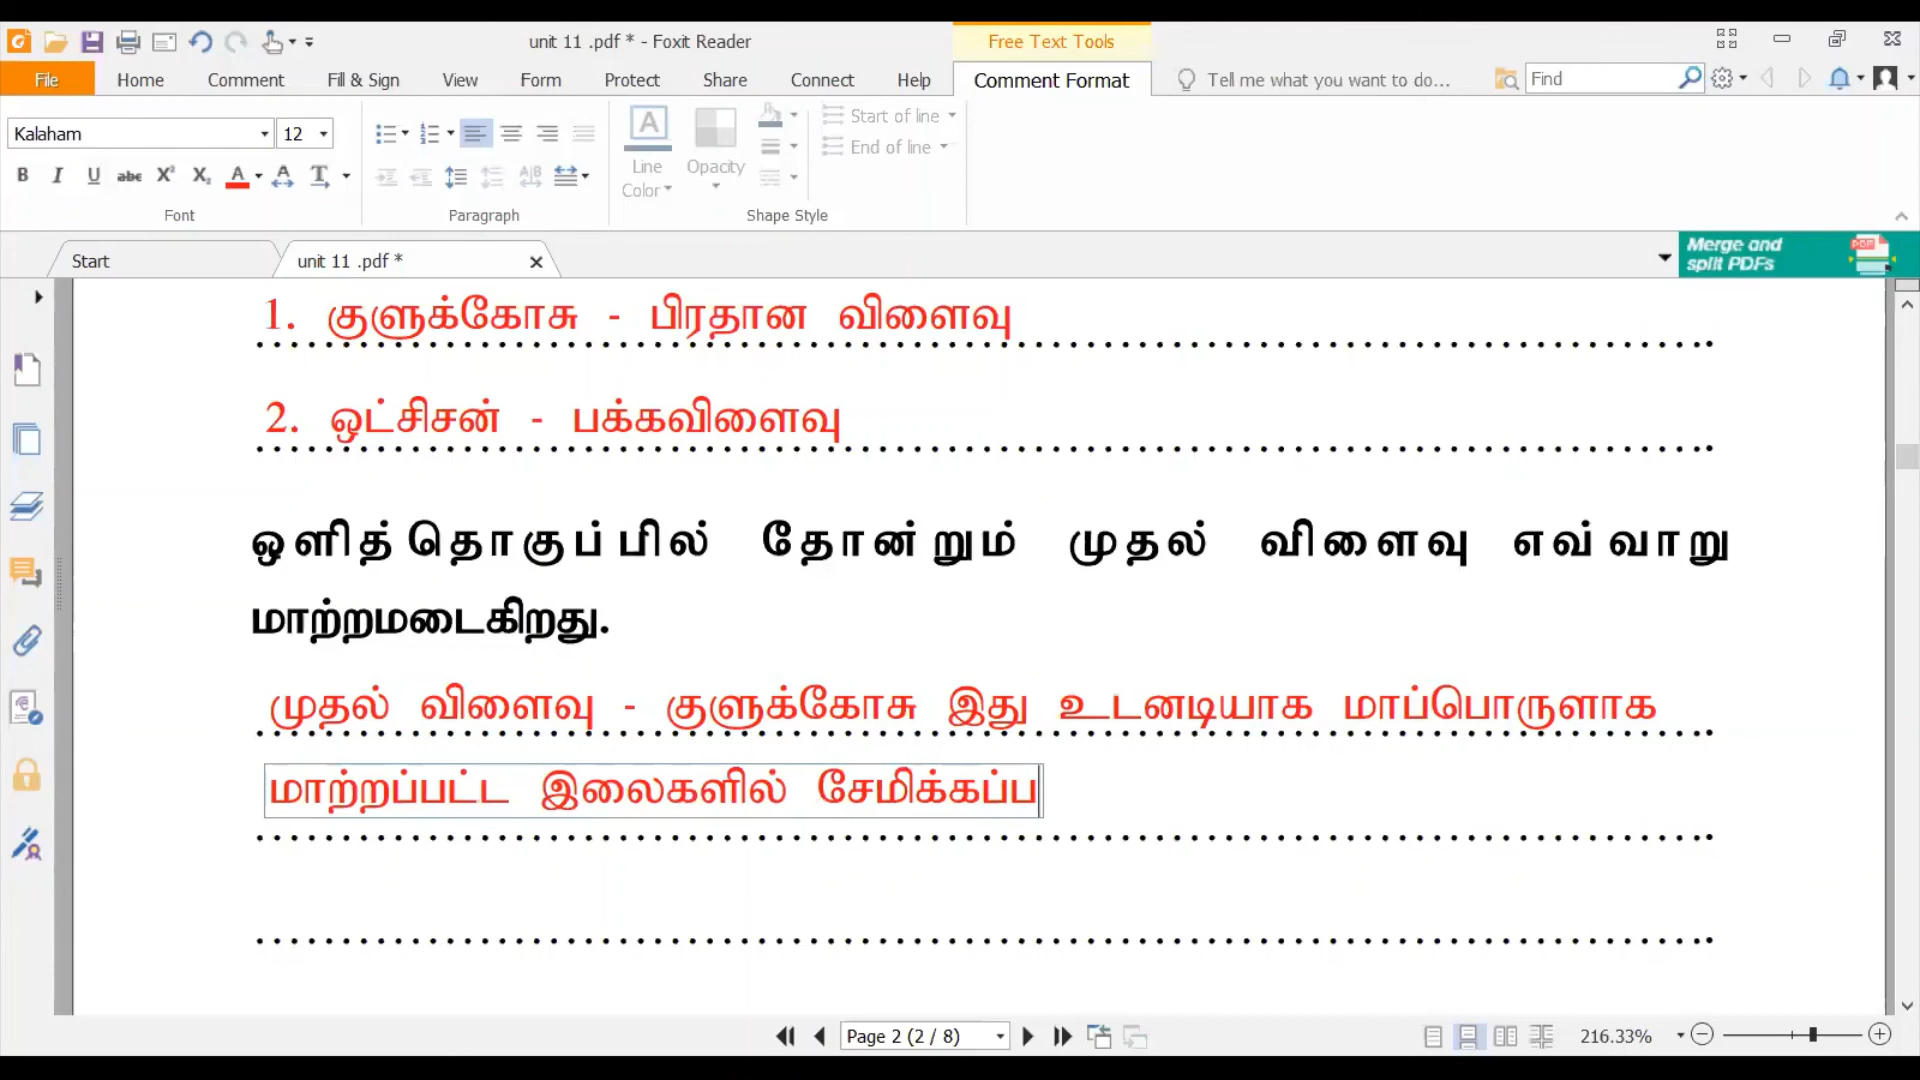 unit 11 .pdf * - Foxit Reader
Free Text Tools
File
Home
Comment
Fill & Sign
View
Form
Protect
Share
Connect
Help
Comment Format
Tell me what you want to do...
Find
Kalaham
12
Start of line
End of line
Line Color
Opacity
Font
Paragraph
Shape Style
Start
unit 11 .pdf *
Merge and
split PDFs
1. குளுக்கோசு - பிரதான விளைவு
2. ஒட்சிசன் - பக்கவிளைவு
ஒளித்தொகுப்பில் தோன்றும் முதல் விளைவு எவ்வாறு
மாற்றமடைகிறது.
முதல் விளைவு - குளுக்கோசு இது உடனடியாக மாப்பொருளாக
மாற்றப்பட்ட இலைகளில் சேமிக்கப்ப
Page 2 (2 / 8)
216.33%